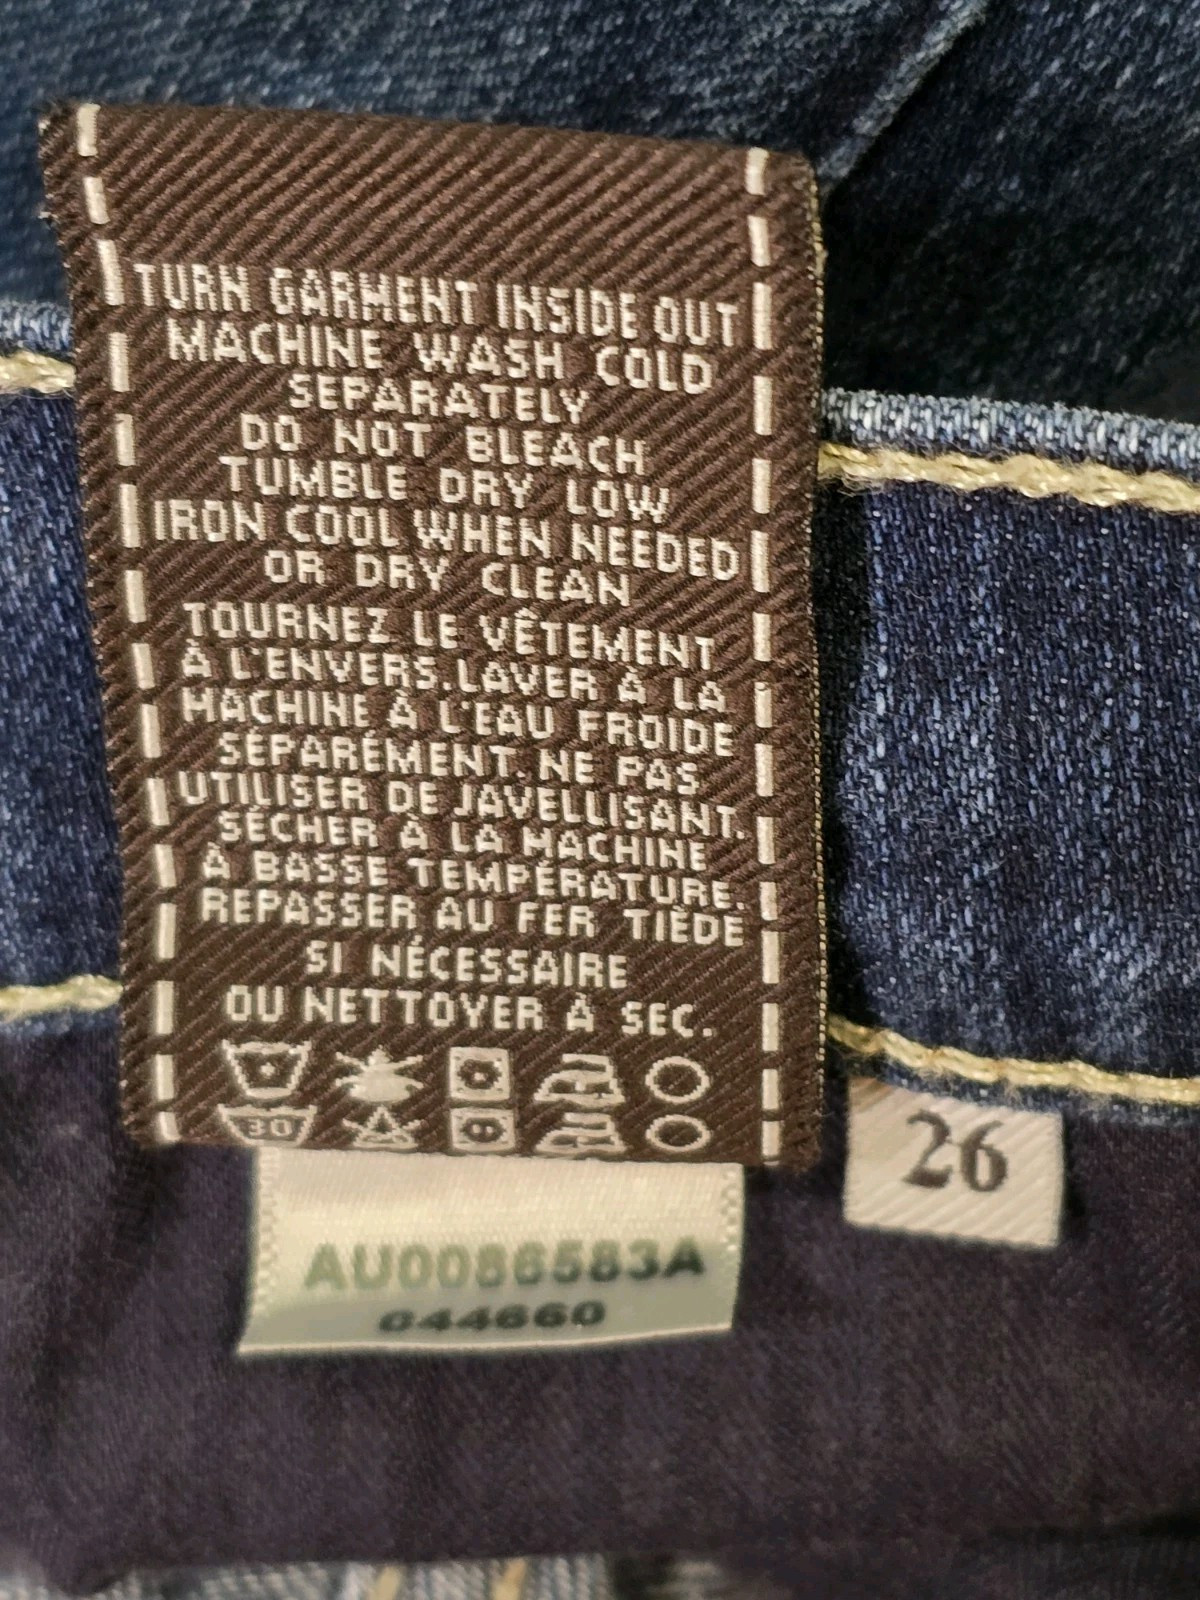 TURN GARMENT INSIDE OUT
MACHINE WASH COLD
SEPARATELY
DO NOT BLEACH
TUMBLE DRY LOW
IRON COOL WHEN NEEDED
OR DRY CLEAN
TOURNEZ LE VÊTEMENT
À L'ENVERS.LAVER À LA
MACHINE À L'EAU FROIDE
SÉPARÉMENT. NE PAS
UTILISER DE JAVELLISANT.
SÉCHER À LA MACHINE
À BASSE TEMPÉRATURE.
REPASSER AU FER TIÈDE
SI NÉCESSAIRE
OU NETTOYER À SEC.
30
26
AU0086583A
044660